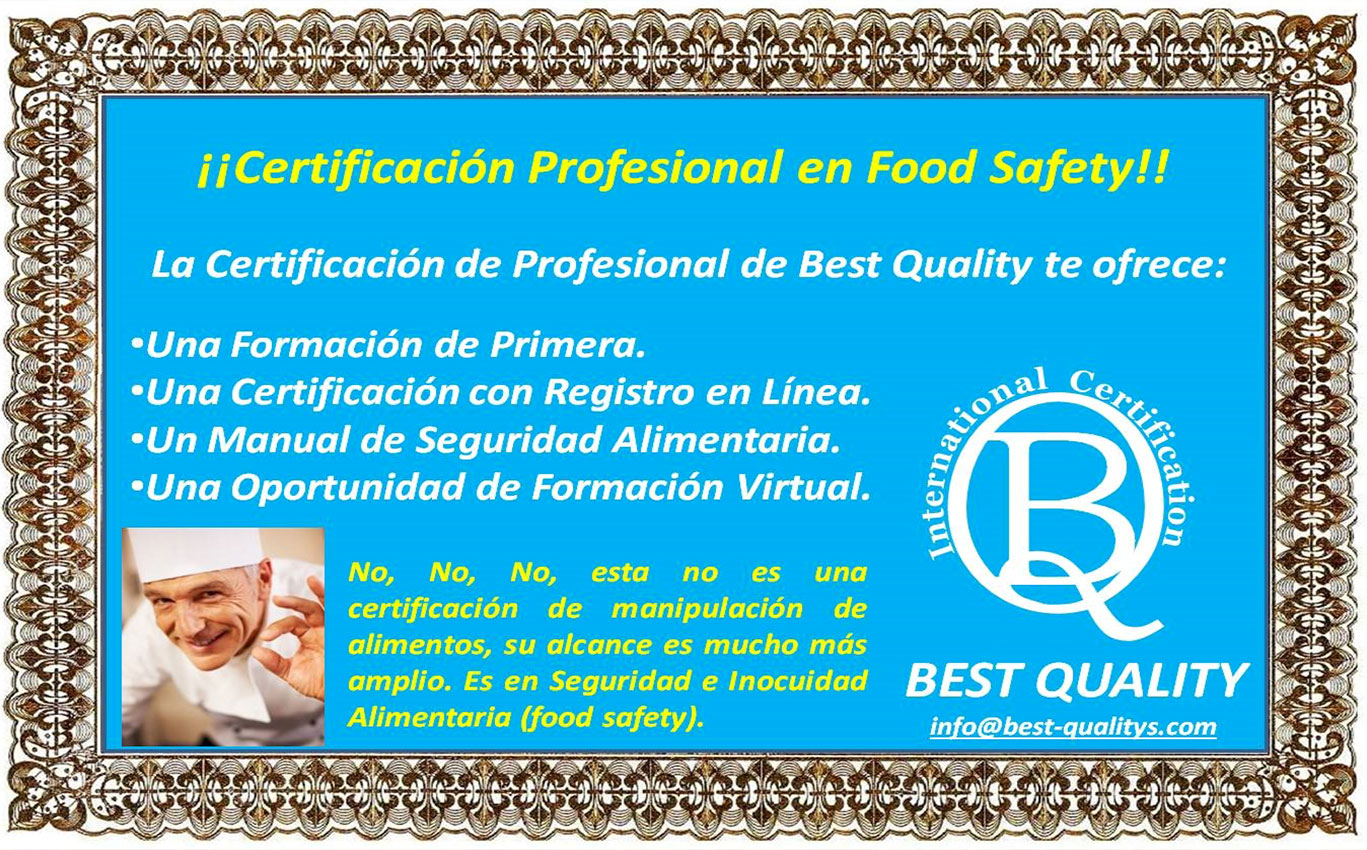 ¡¡Certificación Profesional en Food Safety!!
La Certificación de Profesional de Best Quality te ofrece:
•Una Formación de Primera.
•Una Certificación con Registro en Línea.
•Un Manual de Seguridad Alimentaria.
•Una Oportunidad de Formación Virtual.
No, No, No, esta no es una
certificación de manipulación de
alimentos, su alcance es mucho más
amplio. Es en Seguridad e Inocuidad
Alimentaria (food safety).
International Certification
BQ
BEST QUALITY
info@best-qualitys.com